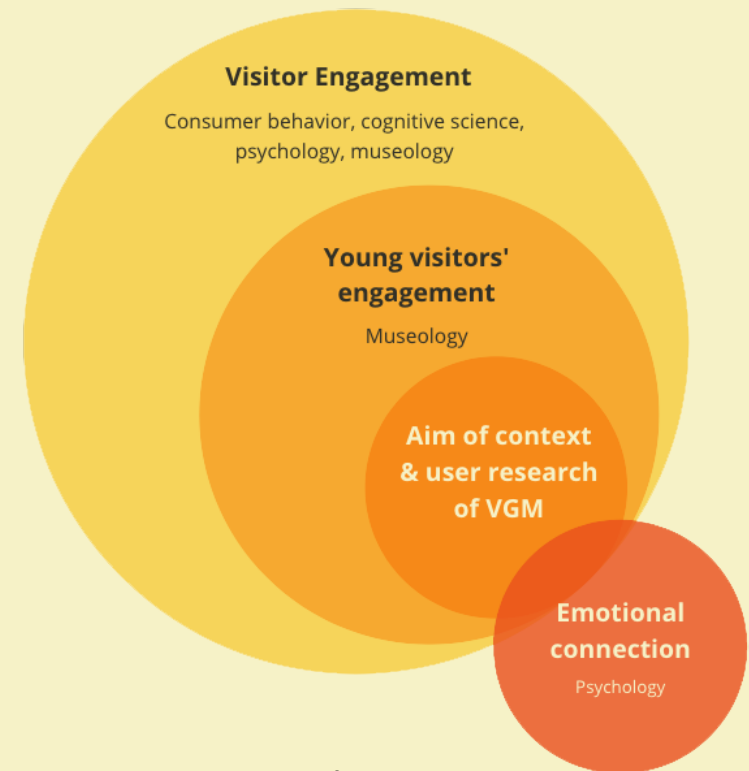 Visitor Engagement
Consumer behavior, cognitive science,
psychology, museology
Young visitors'
engagement
Museology
Aim of context
& user research
of VGM
Emotional
connection
Psychology